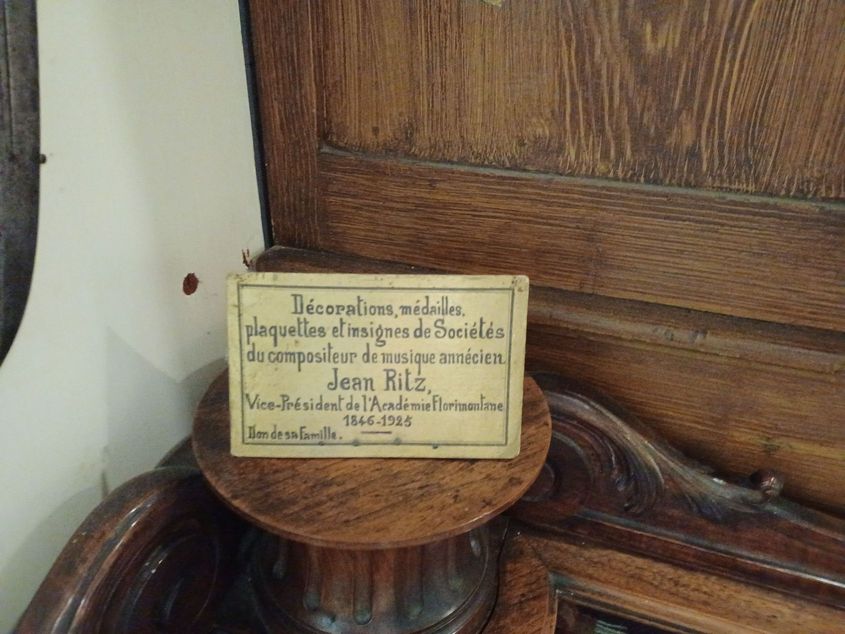 Décorations, médailles,
plaquettes et insignes de Sociétés
du compositeur de musique annécien
Jean Ritz,
Vice-Président de l'Académie Florimontane
1846-1925
Don de sa Famille.